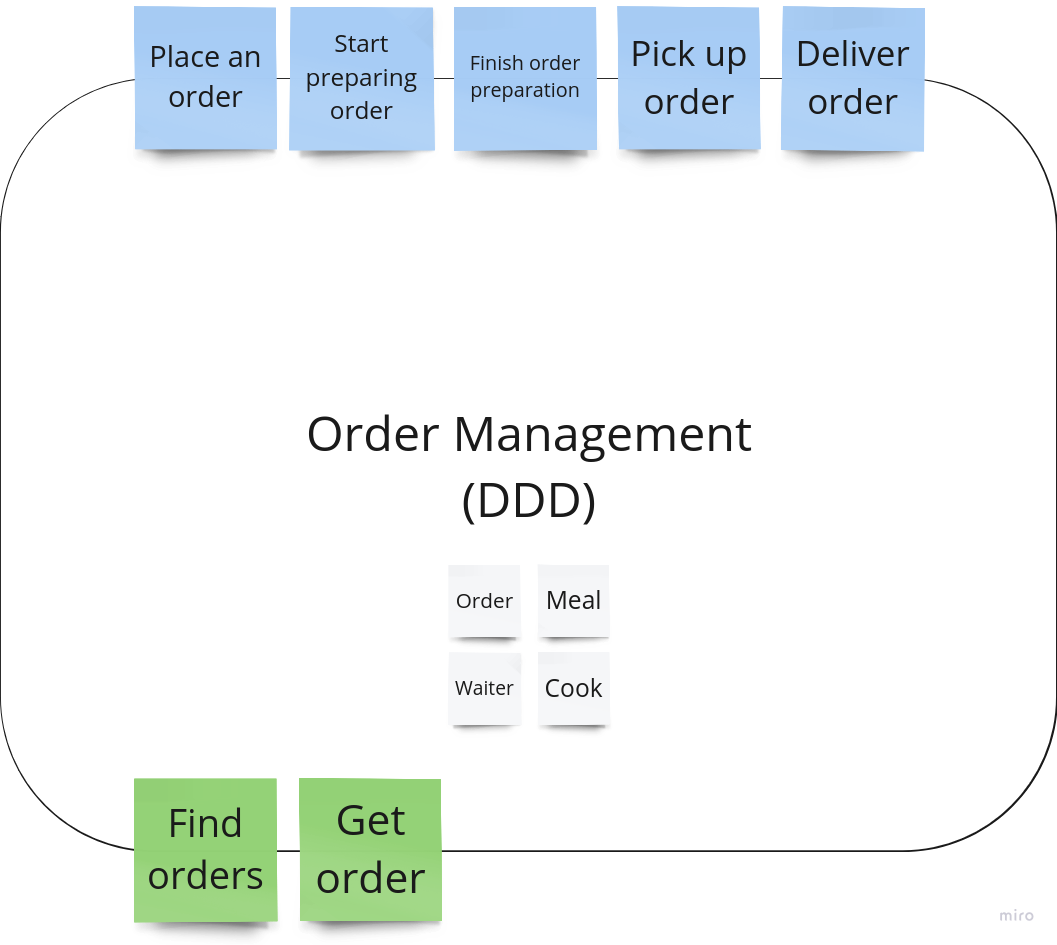 Place an
order
Start
preparing
order
Finish order
preparation
Pick up
order
Deliver
order
Order Management
(DDD)
Order
Meal
Waiter
Cook
Find
orders
Get
order
miro